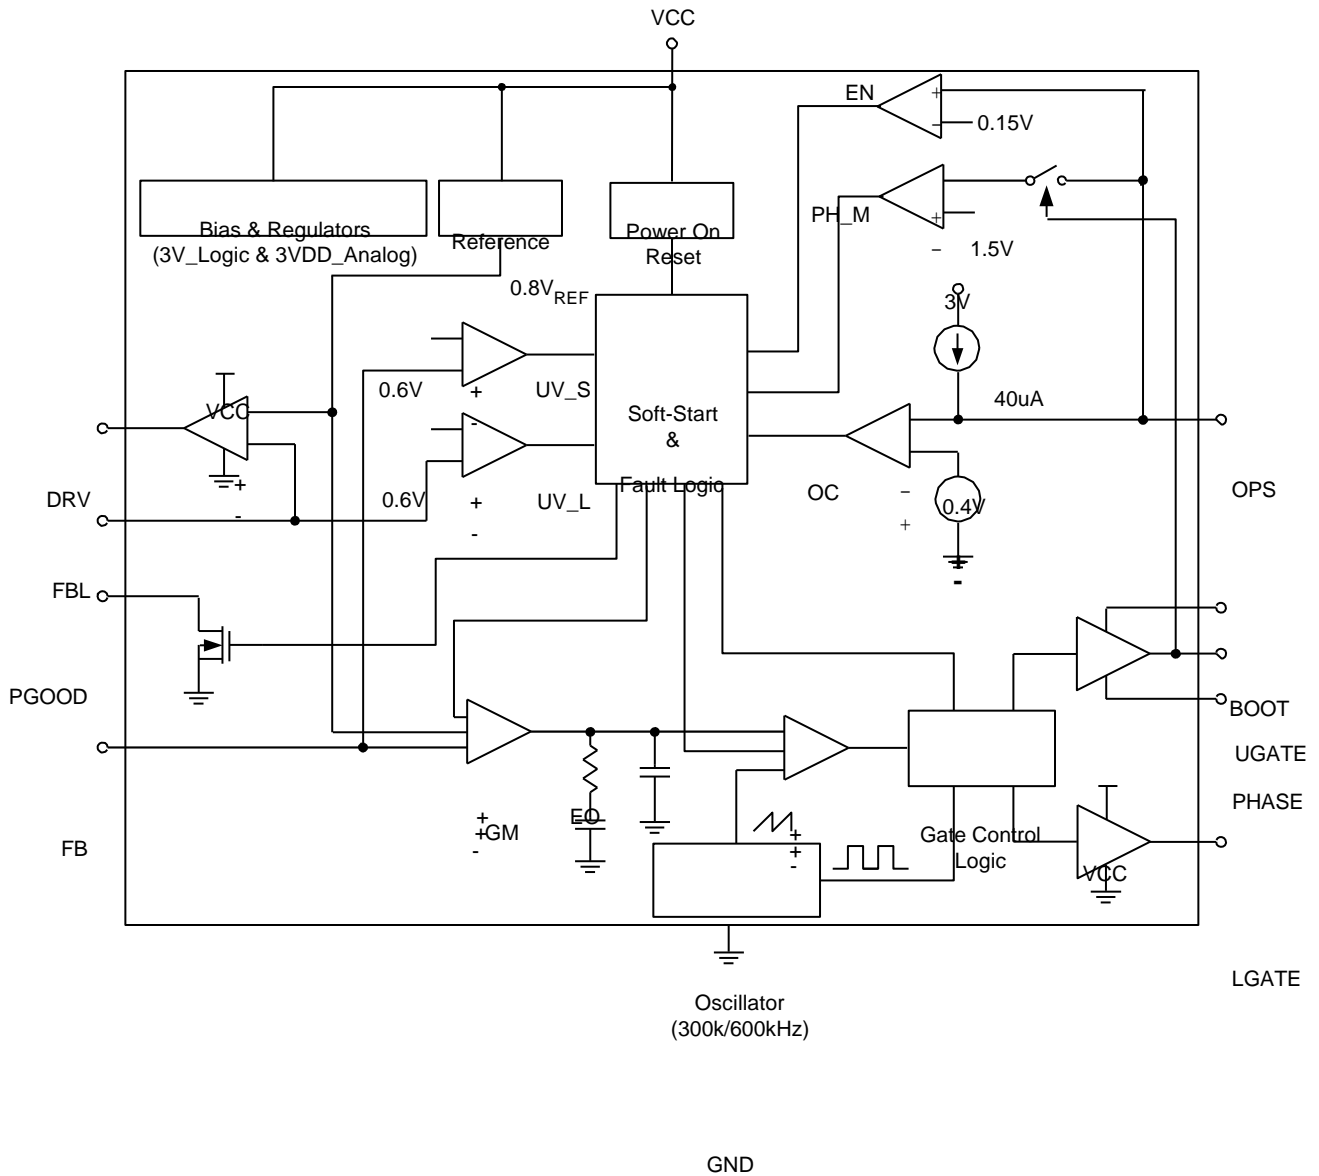 VCC
EN
+
−
0.15V
Bias & Regulators
(3V_Logic & 3VDD_Analog)
Reference
Power On
Reset
PH_M
+
−
1.5V
0.8VREF
3V
0.6V
+
UV_S
-
VCC
40uA
Soft-Start
&
Fault Logic
DRV
+
-
0.6V
+
UV_L
-
OC
−
+
0.4V
+
-
OPS
FBL
PGOOD
BOOT
UGATE
PHASE
FB
+
+
GM
-
EO
+
+
-
Gate Control
Logic
VCC
LGATE
Oscillator
(300k/600kHz)
GND